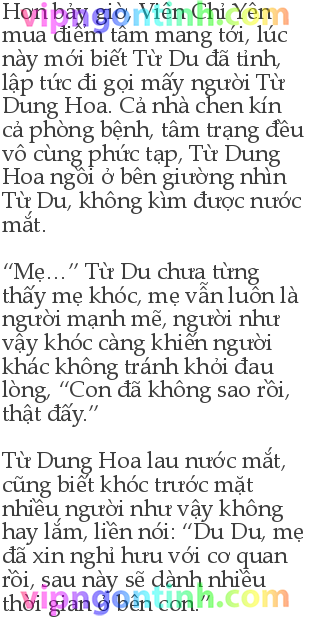 vipngontinh.com
Hơn bảy giờ, Viên Chỉ Yên
mua điểm tâm mang tới, lúc
này mới biết Từ Du đã tỉnh,
lập tức đi gọi mấy người Từ
Dung Hoa. Cả nhà chen kín
cả phòng bệnh, tâm trạng đều
vô cùng phức tạp, Từ Dung
Hoa ngồi ở bên giường nhìn
Từ Du, không kìm được nước
mắt.
“Mẹ…” Từ Du chưa từng
thấy mẹ khóc, mẹ vẫn luôn là
người mạnh mẽ, người như
vậy khóc càng khiến người
khác không tránh khỏi đau
lòng, “Con đã không sao rồi,
thật đấy.”
Từ Dung Hoa lau nước mắt,
cũng biết khóc trước mặt
nhiều người như vậy không
hay lắm, liền nói: “Du Du, mẹ
đã xin nghỉ hưu với cơ quan
rồi, sau này sẽ dành nhiều
thời gian ở bên con.”
vipngontinh.com